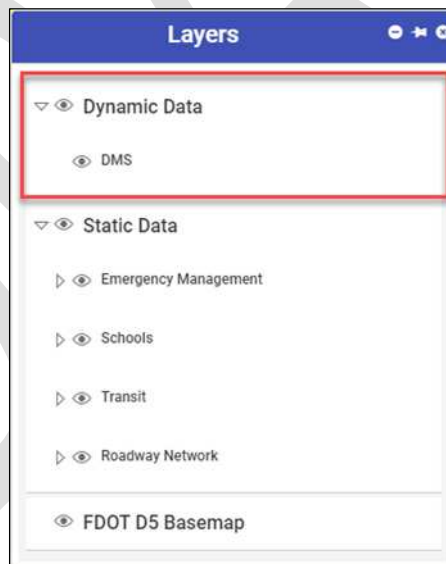 Layers
Dynamic Data
DMS
Static Data
Emergency Management
Schools
Transit
Roadway Network
FDOT D5 Basemap